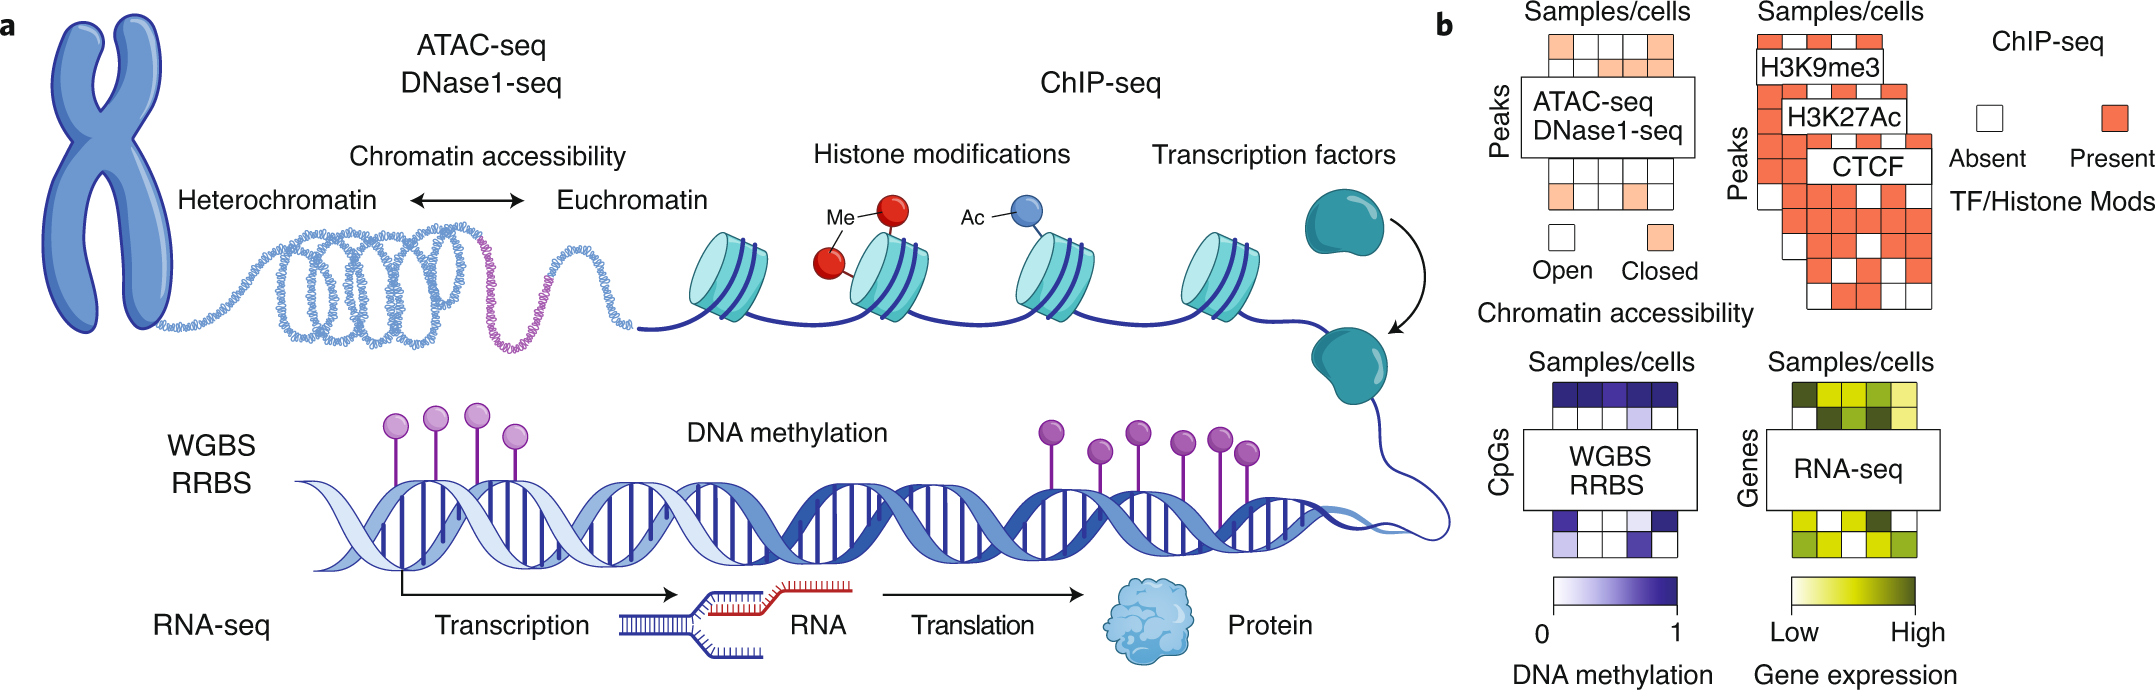 a
ATAC-seq
DNase1-seq
ChIP-seq
Chromatin accessibility
Heterochromatin
Euchromatin
Histone modifications
Transcription factors
Me
Ac
WGBS
RRBS
DNA methylation
RNA-seq
Transcription
RNA
Translation
Protein
b
Samples/cells
Peaks
ATAC-seq
DNase1-seq
Open
Closed
Chromatin accessibility
Samples/cells
Peaks
H3K9me3
H3K27Ac
CTCF
ChIP-seq
Absent
Present
TF/Histone Mods
Samples/cells
CpGs
WGBS
RRBS
0
1
DNA methylation
Samples/cells
Genes
RNA-seq
Low
High
Gene expression